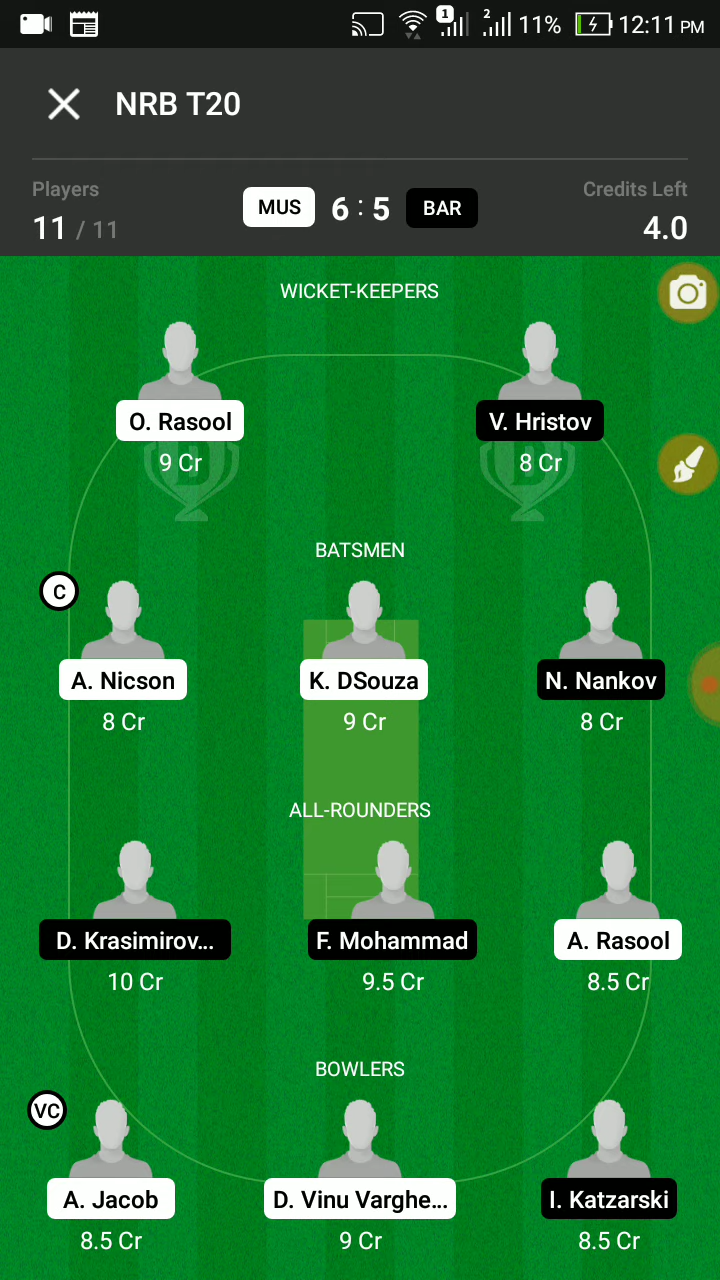 1 2 11% 12:11 PM
NRB T20
Players Credits Left
11 / 11 MUS 6 : 5 BAR 4.0
WICKET-KEEPERS
O. Rasool V. Hristov
9 Cr 8 Cr
BATSMEN
C
A. Nicson K. DSouza N. Nankov
8 Cr 9 Cr 8 Cr
ALL-ROUNDERS
D. Krasimirov... F. Mohammad A. Rasool
10 Cr 9.5 Cr 8.5 Cr
BOWLERS
VC
A. Jacob D. Vinu Varghe... I. Katzarski
8.5 Cr 9 Cr 8.5 Cr